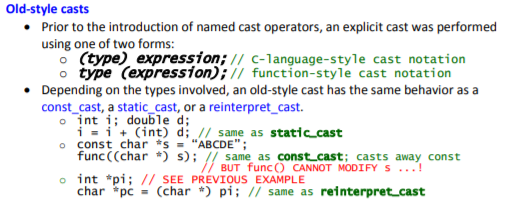 Old-style casts
• Prior to the introduction of named cast operators, an explicit cast was performed
using one of two forms:
o (type) expression; // C-language-style cast notation
o type (expression); // function-style cast notation
• Depending on the types involved, an old-style cast has the same behavior as a
const_cast, a static_cast, or a reinterpret_cast.
o int i; double d;
i = i + (int) d; // same as static_cast
o const char *s = "ABCDE";
func((char *) s); // same as const_cast; casts away const
// BUT func() CANNOT MODIFY s ...!
o int *pi; // SEE PREVIOUS EXAMPLE
char *pc = (char *) pi; // same as reinterpret_cast